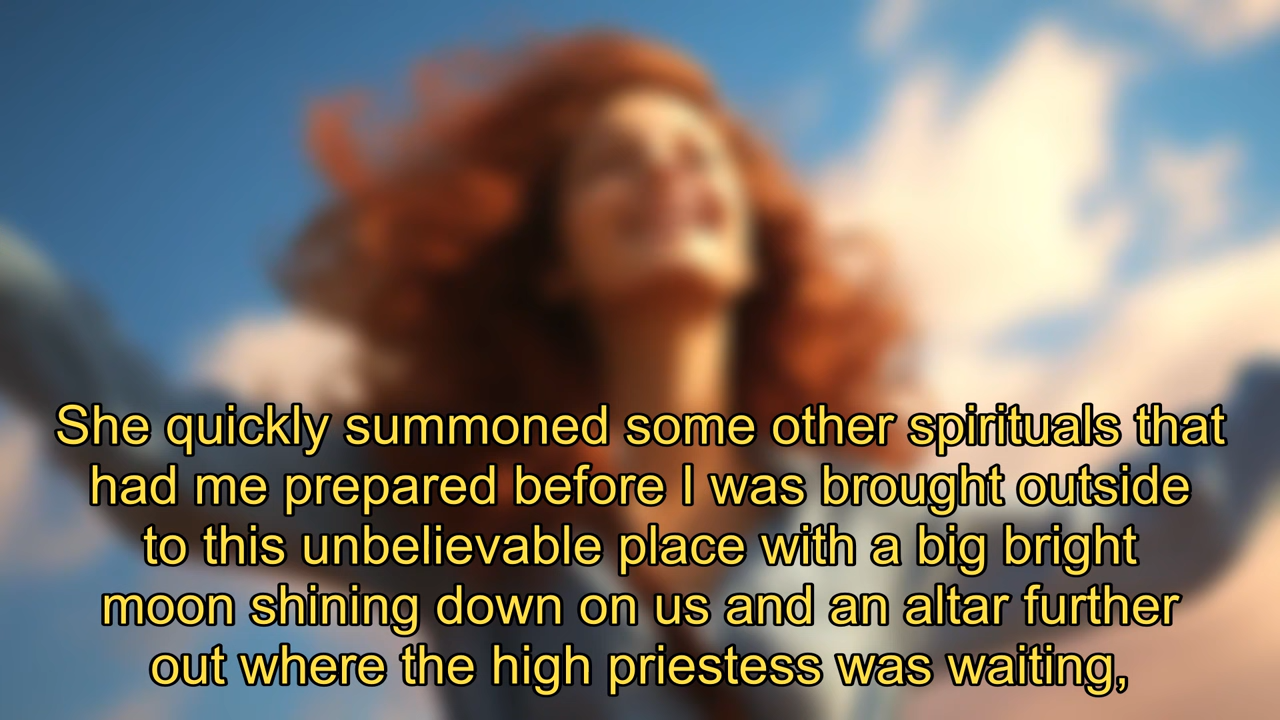 She quickly summoned some other spirituals that
had me prepared before I was brought outside
to this unbelievable place with a big bright
moon shining down on us and an altar further
out where the high priestess was waiting,